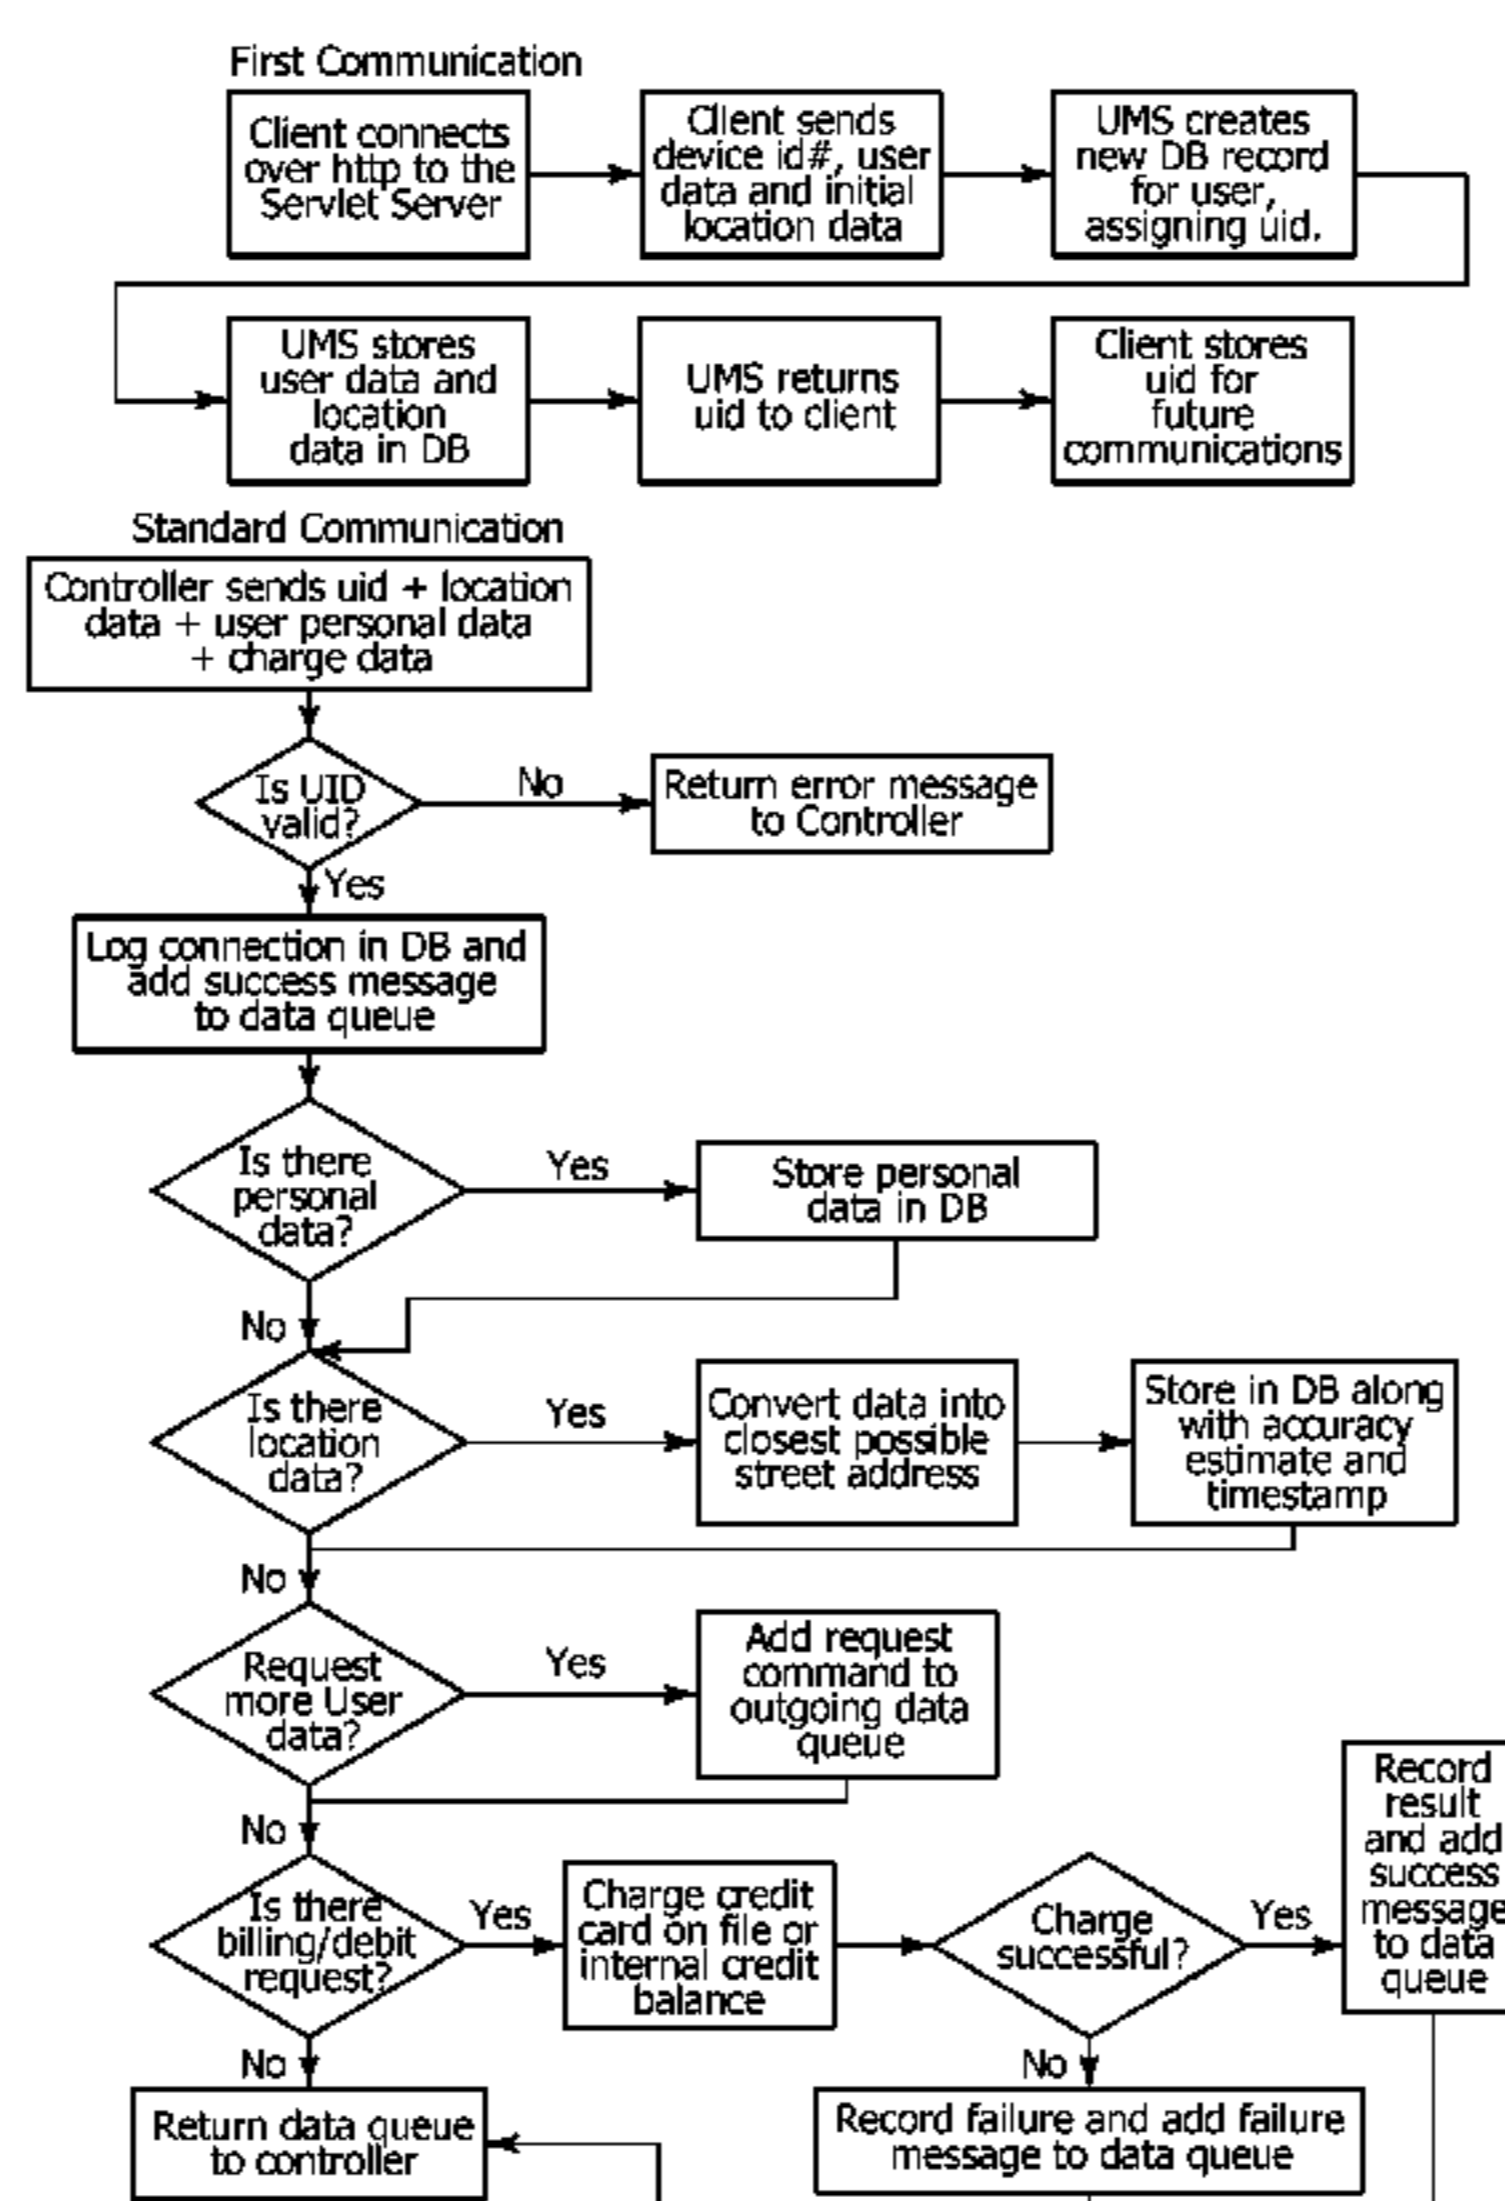 First Communication
Client connects
over http to the
Servlet Server
Client sends
device id#, user
data and initial
location data
UMS creates
new DB record
for user,
assigning uid.
UMS stores
user data and
location
data in DB
UMS returns
uid to client
Client stores
uid for
future
communications
Standard Communication
Controller sends uid + location
data + user personal data
+ charge data
Is UID
valid?
No
Return error message
to Controller
Yes
Log connection in DB and
add success message
to data queue
Is there
personal
data?
Yes
Store personal
data in DB
No
Is there
location
data?
Yes
Convert data into
closest possible
street address
Store in DB along
with accuracy
estimate and
timestamp
No
Request
more User
data?
Yes
Add request
command to
outgoing data
queue
No
Is there
billing/debit
request?
Yes
Charge credit
card on file or
internal credit
balance
Charge
successful?
Yes
Record
result
and add
success
message
to data
queue
No
Return data queue
to controller
No
Record failure and add failure
message to data queue